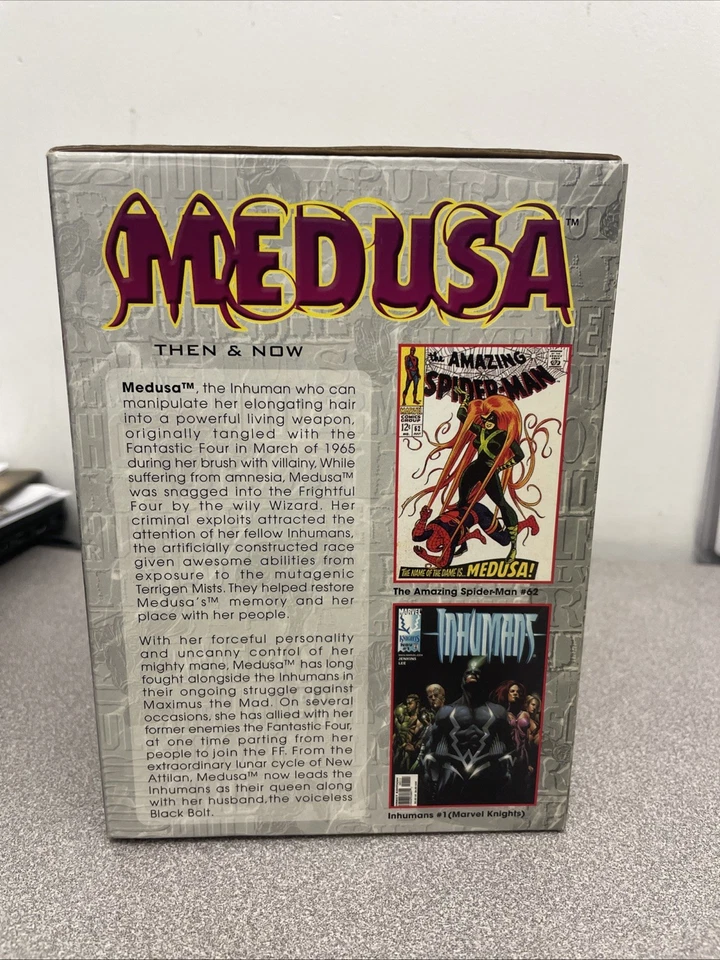 MEDUSA™
THEN & NOW
Medusa™, the Inhuman who can
manipulate her elongating hair
into a powerful living weapon,
originally tangled with the
Fantastic Four in March of 1965
during her brush with villainy. While
suffering from amnesia, Medusa™
was snagged into the Frightful
Four by the wily Wizard. Her
criminal exploits attracted the
attention of her fellow Inhumans,
the artificially constructed race
given awesome abilities from
exposure to the mutagenic
Terrigen Mists. They helped restore
Medusa's™ memory and her
place with her people.
With her forceful personality
and uncanny control of her
mighty mane, Medusa™ has long
fought alongside the Inhumans in
their ongoing struggle against
Maximus the Mad. On several
occasions, she has allied with her
former enemies the Fantastic Four,
at one time parting from her
people to join the FF. From the
extraordinary lunar cycle of New
Attilan, Medusa™ now leads the
Inhumans as their queen along
with her husband, the voiceless
Black Bolt.
the AMAZING
SPIDER-MAN
COMICS
GROUP
12¢
62
THE NAME OF THE DAME IS... MEDUSA!
The Amazing Spider-Man #62
MARVEL
KNIGHTS
INHUMANS
JENKINS
LEE
Inhumans #1(Marvel Knights)